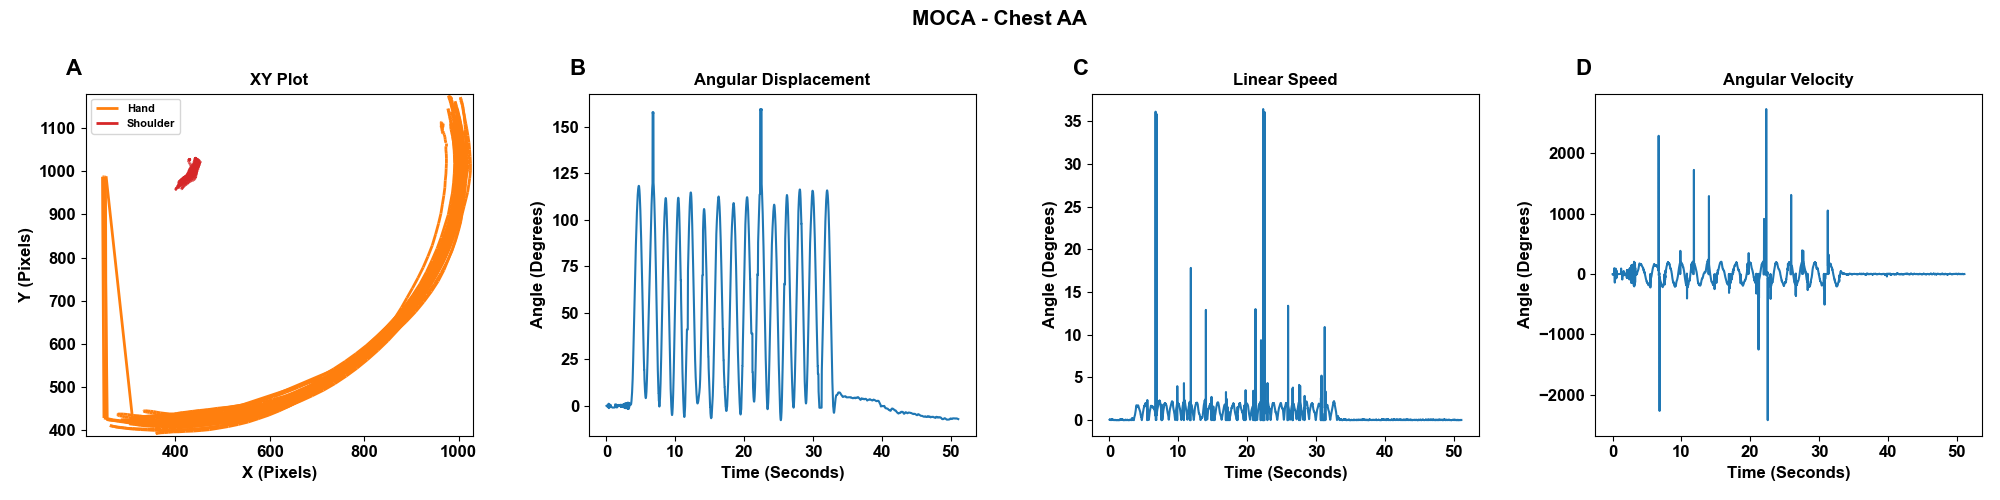 MOCA - Chest AA
A
XY Plot
Hand
Shoulder
1100
1000
900
800
700
600
500
400
400
600
800
1000
Y (Pixels)
X (Pixels)
B
Angular Displacement
150
125
100
75
50
25
0
0
10
20
30
40
50
Angle (Degrees)
Time (Seconds)
C
Linear Speed
35
30
25
20
15
10
5
0
0
10
20
30
40
50
Angle (Degrees)
Time (Seconds)
D
Angular Velocity
2000
1000
0
−1000
−2000
0
10
20
30
40
50
Angle (Degrees)
Time (Seconds)